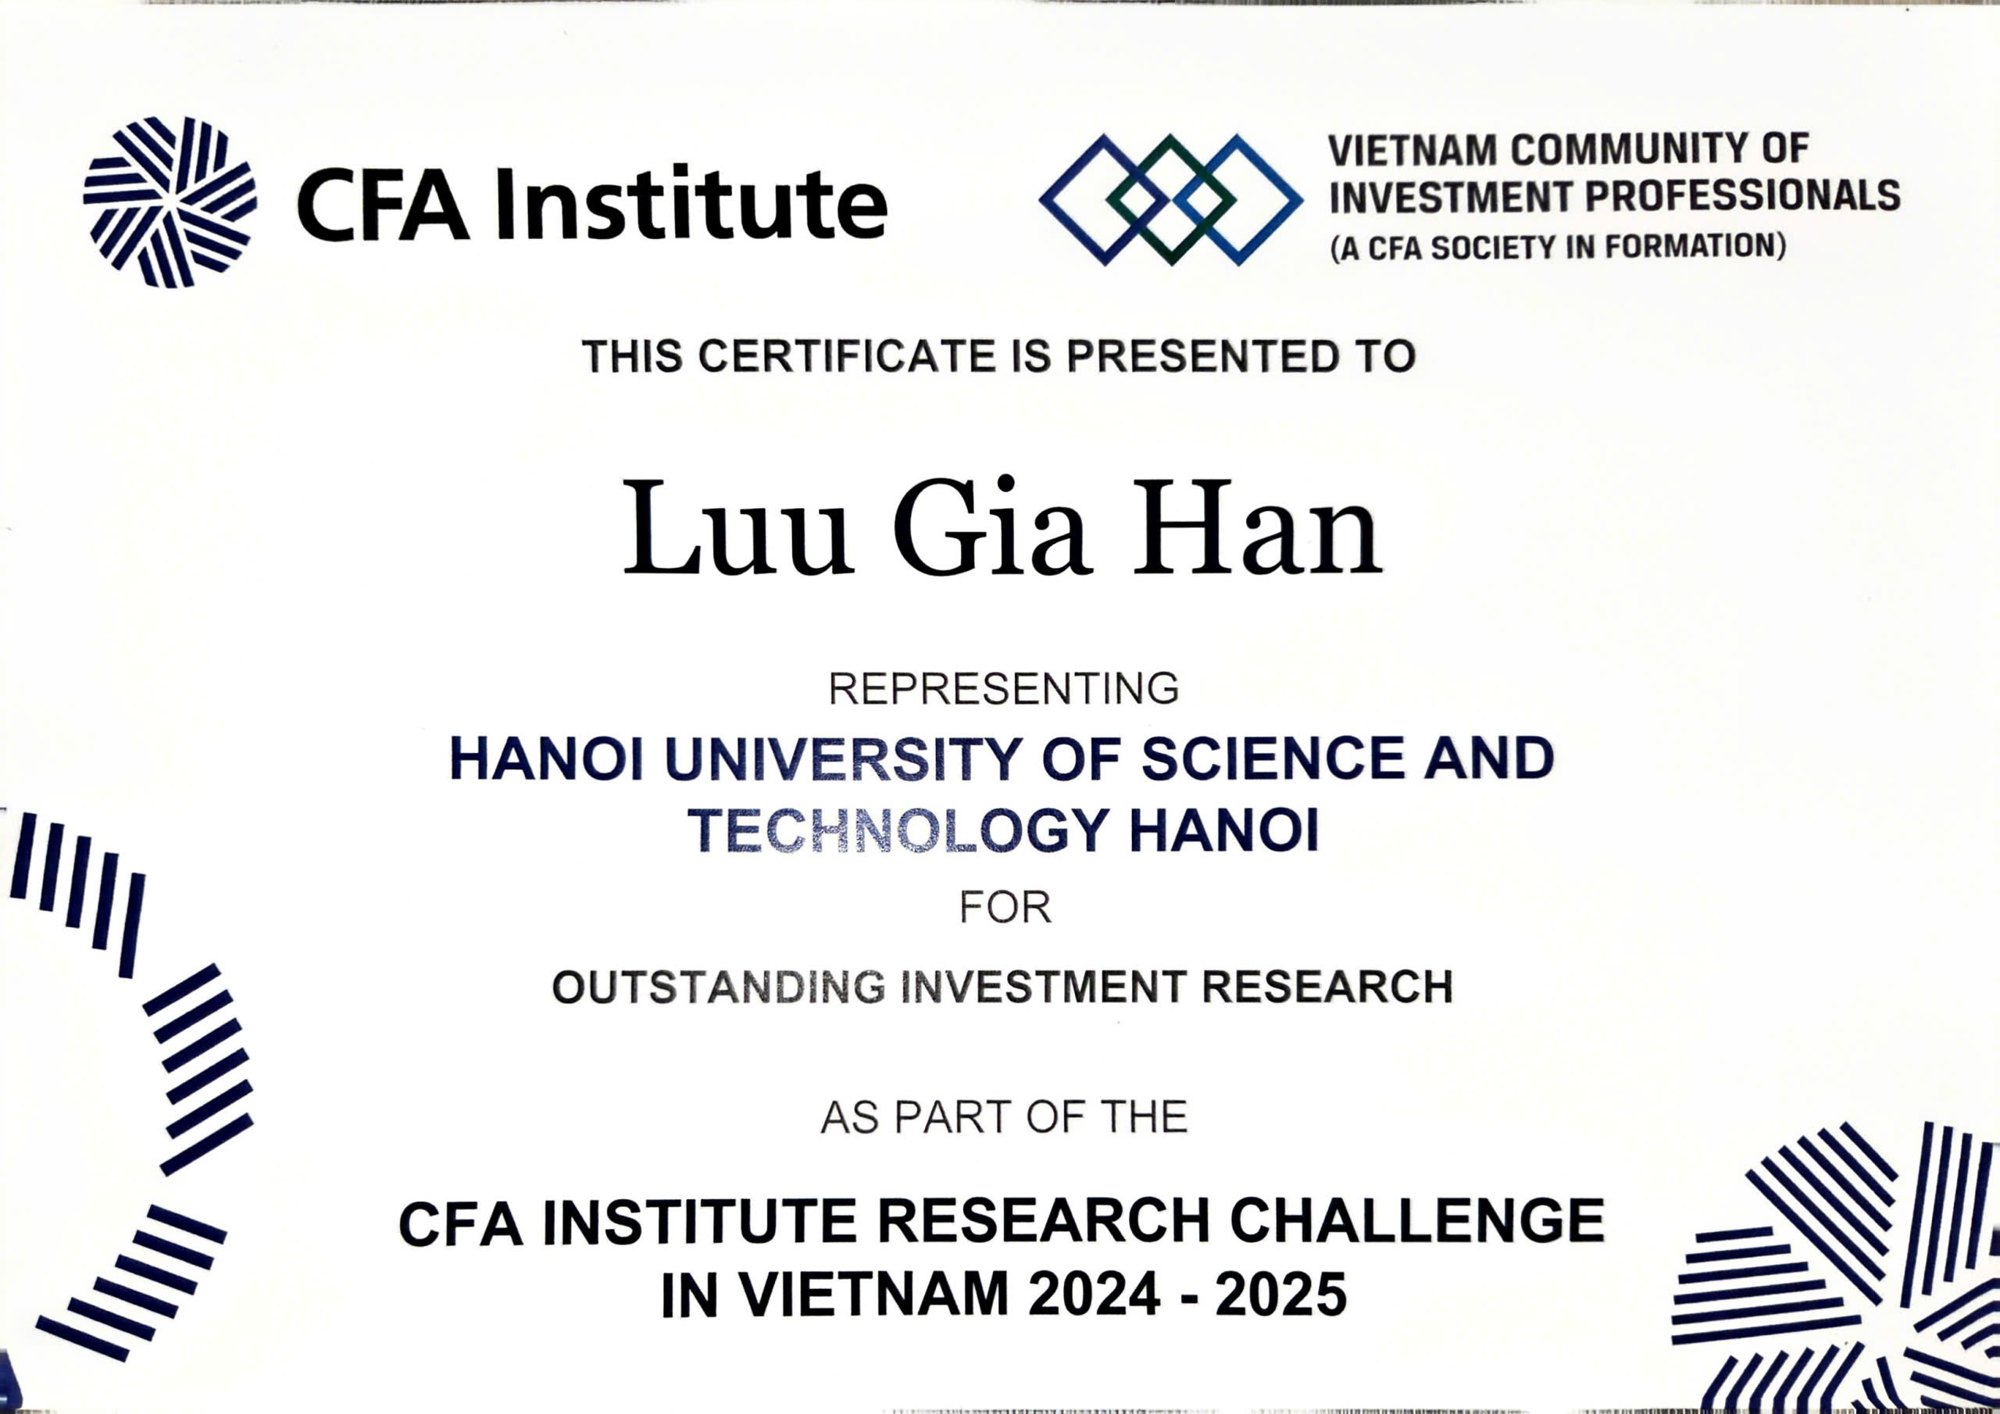 CFA Institute
VIETNAM COMMUNITY OF
INVESTMENT PROFESSIONALS
(A CFA SOCIETY IN FORMATION)
THIS CERTIFICATE IS PRESENTED TO
Luu Gia Han
REPRESENTING
HANOI UNIVERSITY OF SCIENCE AND
TECHNOLOGY HANOI
FOR
OUTSTANDING INVESTMENT RESEARCH
AS PART OF THE
CFA INSTITUTE RESEARCH CHALLENGE
IN VIETNAM 2024 - 2025